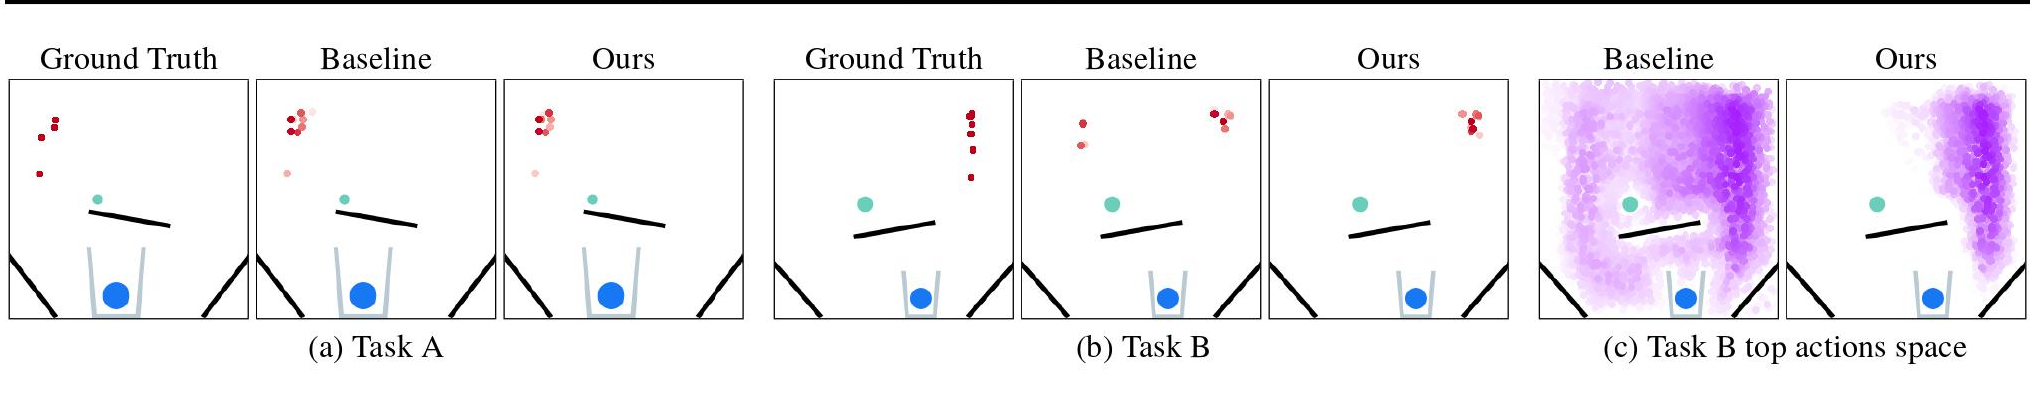 Ground Truth Baseline Ours Ground Truth Baseline Ours Baseline Ours
(a) Task A (b) Task B (c) Task B top actions space